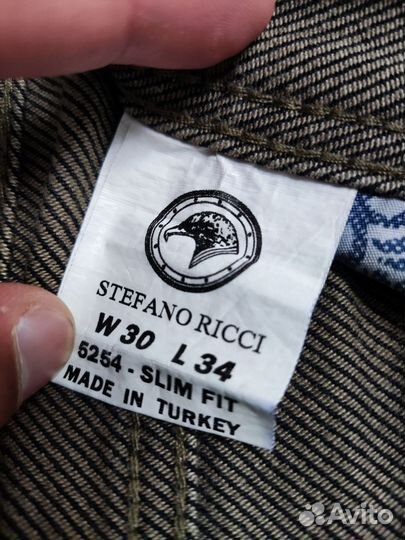 STEFANO RICCI
W 30 L 34
5254 - SLIM FIT
MADE IN TURKEY
Avito